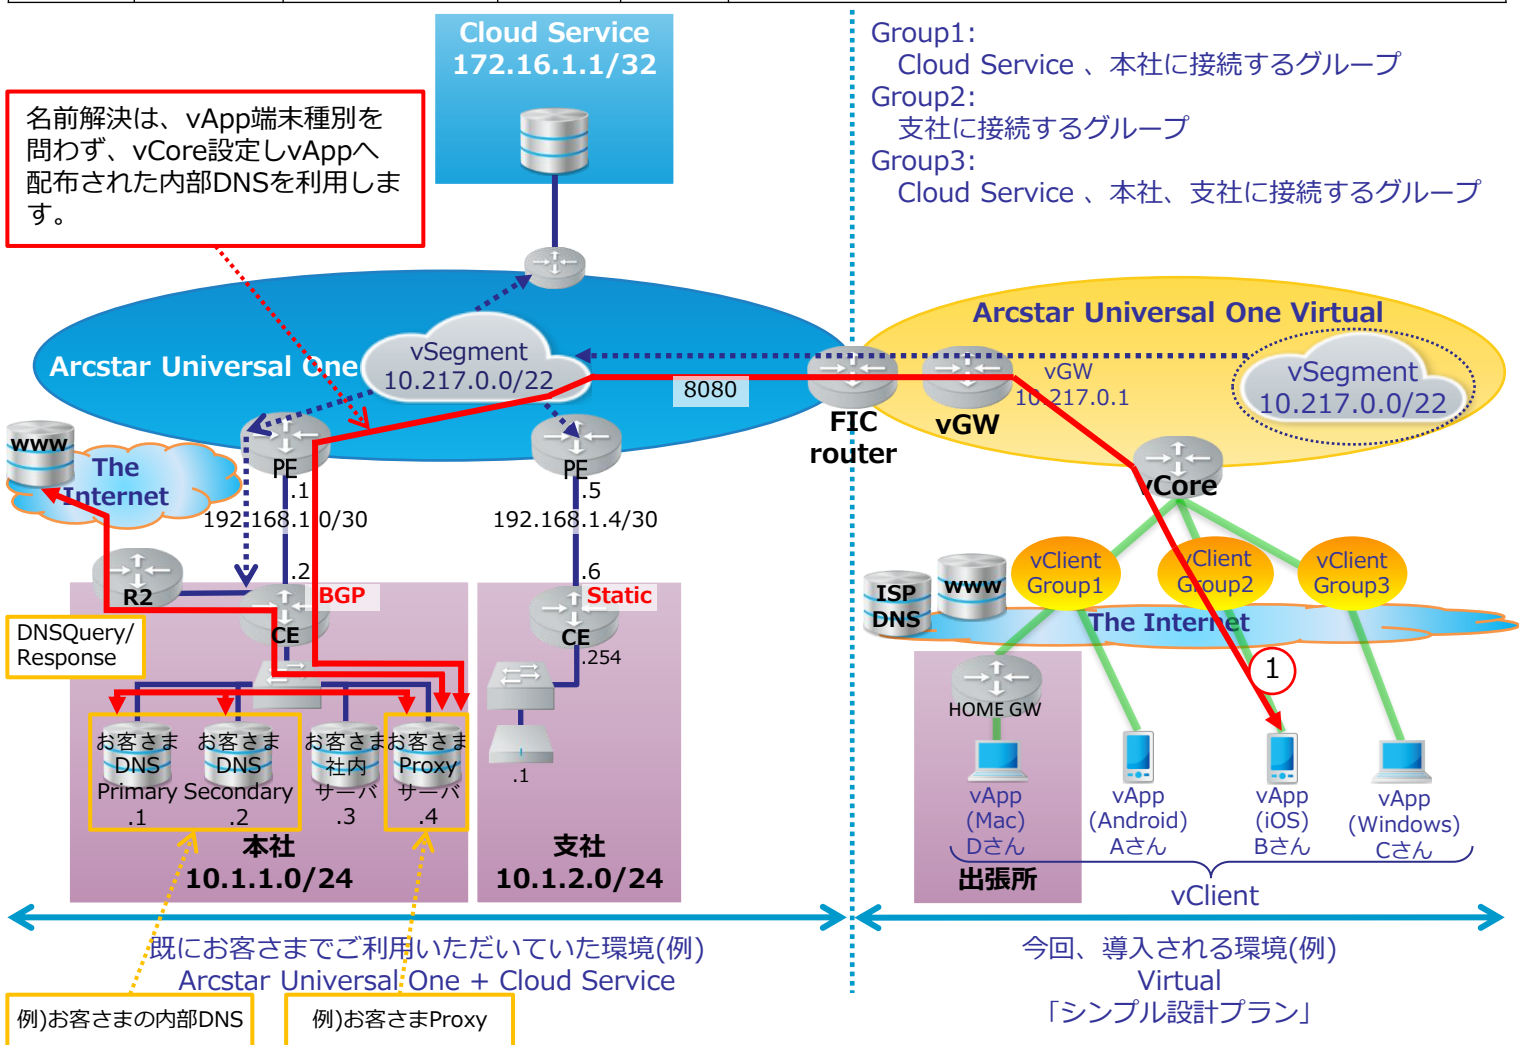 Cloud Service
172.16.1.1/32
Group1:
Cloud Service 、本社に接続するグループ
Group2:
支社に接続するグループ
Group3:
Cloud Service 、本社、支社に接続するグループ
名前解決は、vApp端末種別を
問わず、vCore設定しvAppへ
配布された内部DNSを利用しま
す。
Arcstar Universal One
vSegment
10.217.0.0/22
8080
Arcstar Universal One Virtual
vGW
10.217.0.1
vSegment
10.217.0.0/22
FIC
router
vGW
vCore
www
The
Internet
PE
.1
192.168.1.0/30
.2
PE
.5
192.168.1.4/30
.6
R2
BGP
CE
Static
CE
.254
DNSQuery/
Response
ISP
DNS
www
vClient
Group1
vClient
Group2
vClient
Group3
The Internet
1
HOME GW
お客さま
DNS
Primary
.1
お客さま
DNS
Secondary
.2
お客さま
社内
サーバ
.3
お客さま
Proxy
サーバ
.4
.1
本社
10.1.1.0/24
支社
10.1.2.0/24
vApp
(Mac)
Dさん
vApp
(Android)
Aさん
vApp
(iOS)
Bさん
vApp
(Windows)
Cさん
出張所
vClient
既にお客さまでご利用いただいていた環境(例)
Arcstar Universal One + Cloud Service
今回、導入される環境(例)
Virtual
「シンプル設計プラン」
例)お客さまの内部DNS
例)お客さまProxy